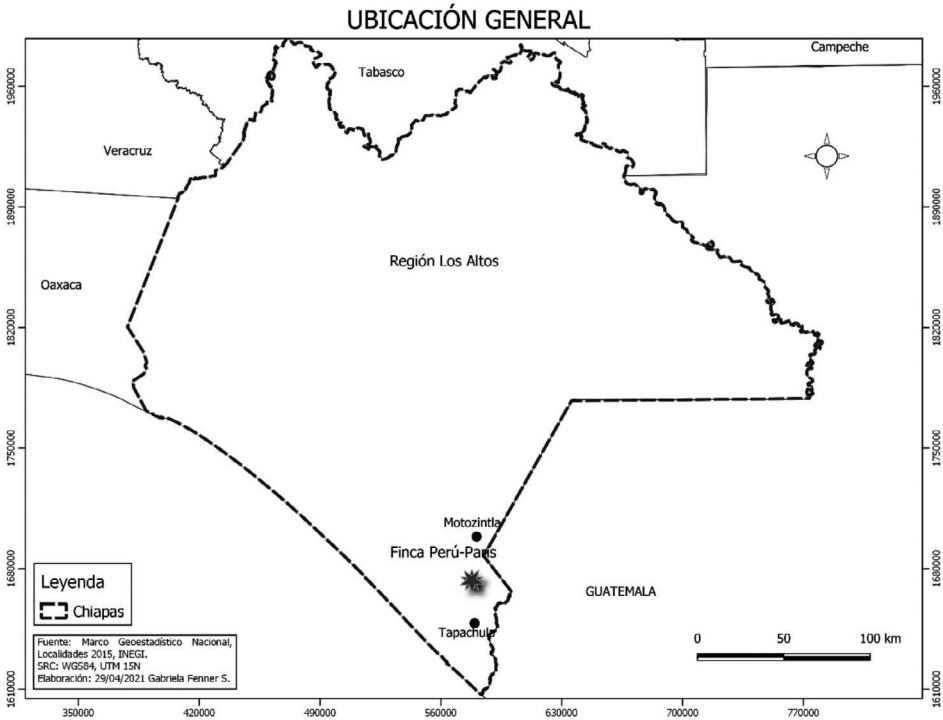 UBICACIÓN GENERAL
Campeche
Tabasco
1960000
1960000
Veracruz
1890000
1890000
Región Los Altos
Oaxaca
1820000
1820000
1750000
1750000
Motozintla
Finca Perú-París
1680000
1680000
Leyenda
Chiapas
GUATEMALA
Tapachula
Fuente: Marco Geoestadístico Nacional,
Localidades 2015, INEGI.
SRC: WGS84, UTM 15N
Elaboración: 29/04/2021 Gabriela Fenner S.
0 50 100 km
1610000
1610000
350000 420000 490000 560000 630000 700000 770000